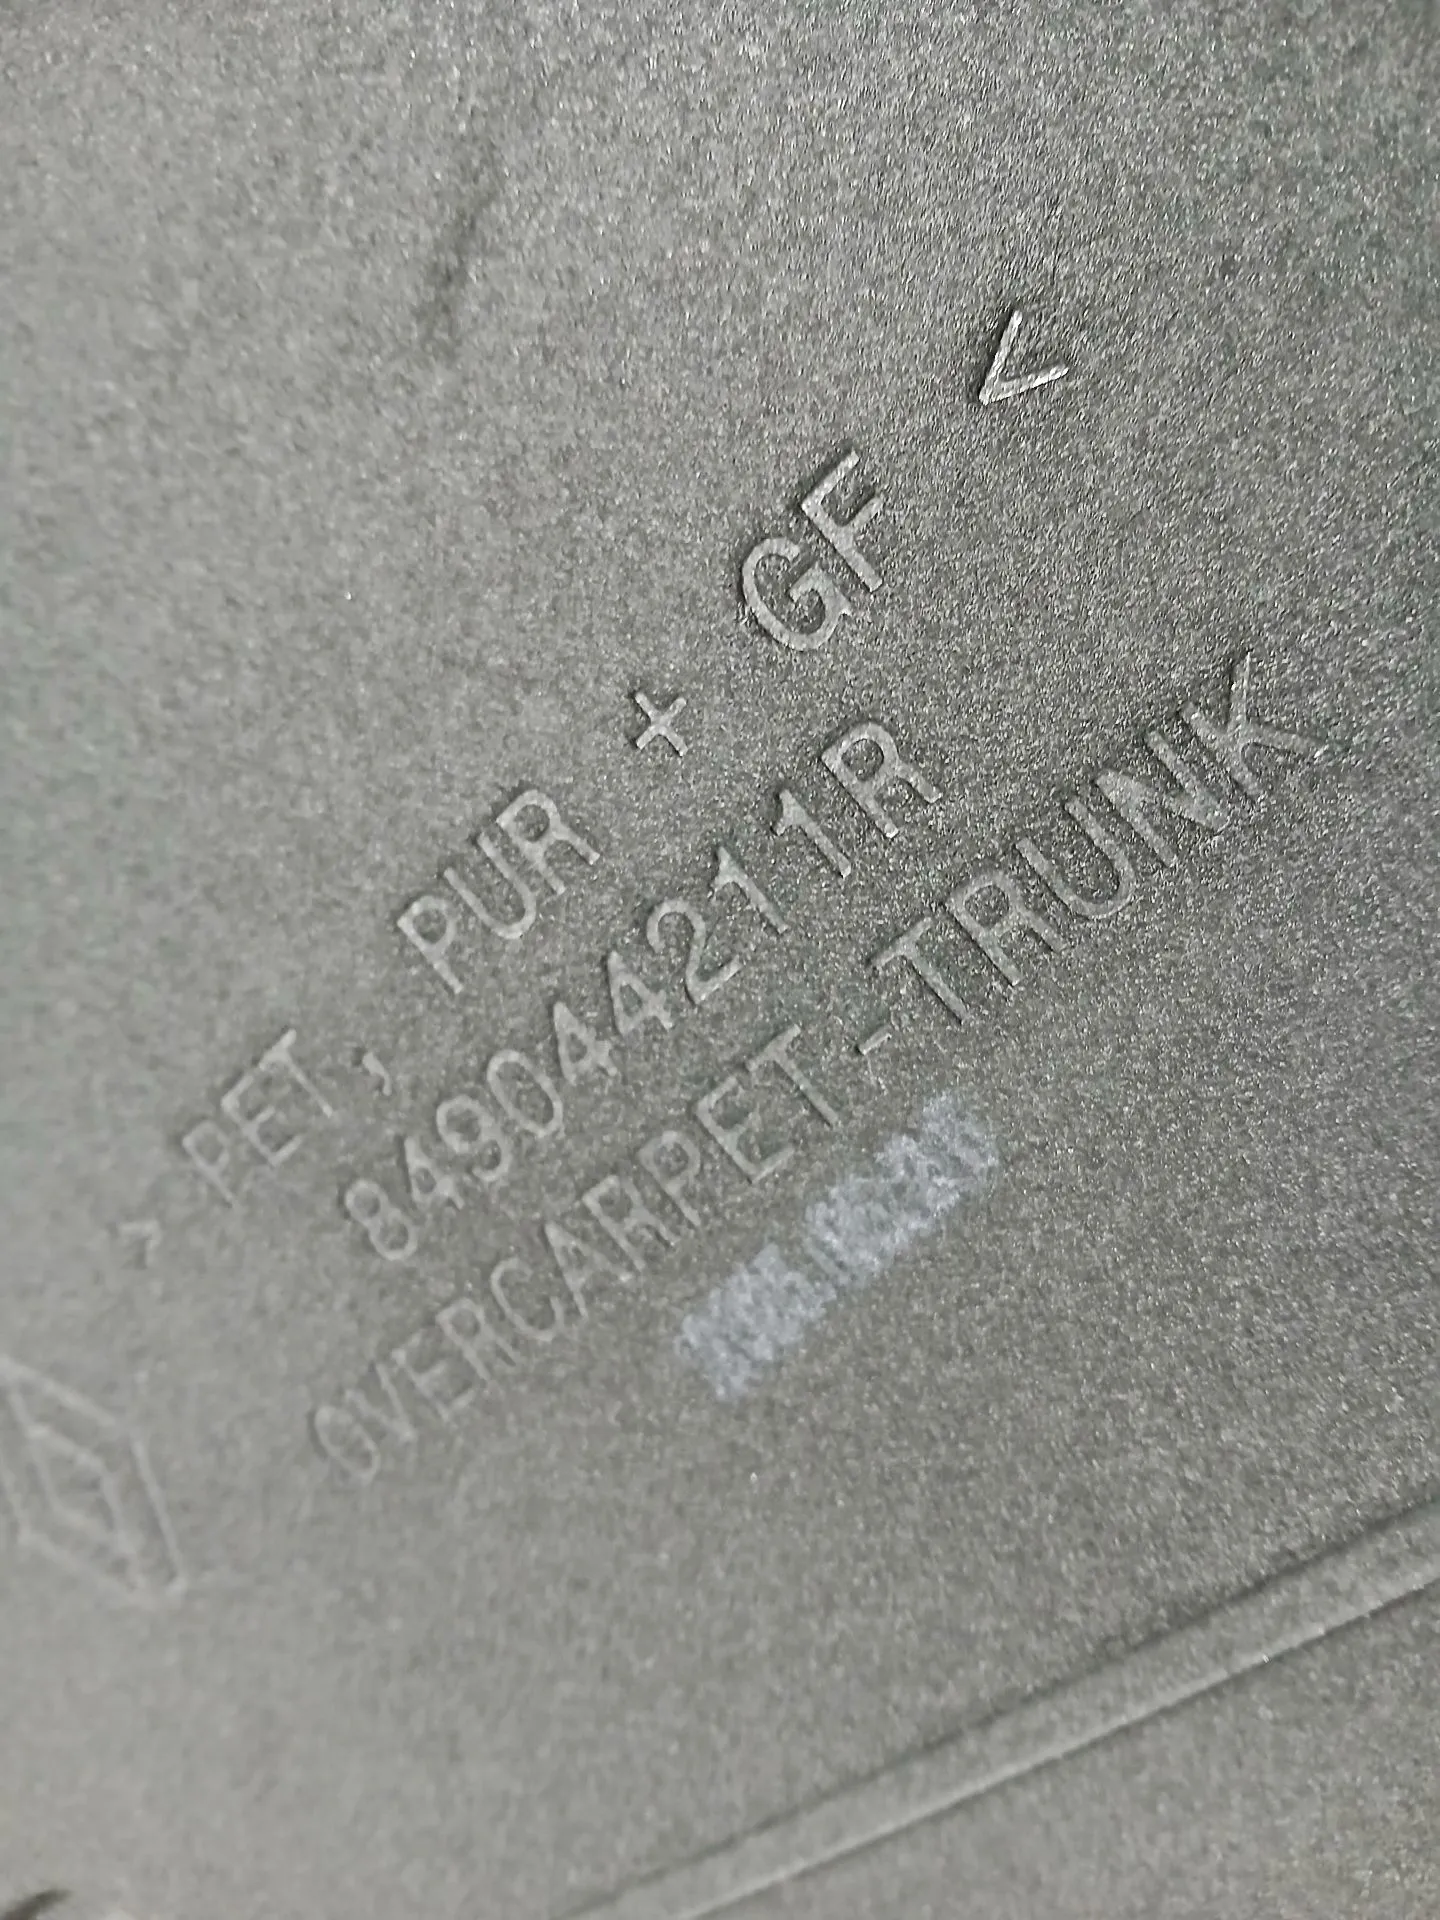 > PET, PUR + GF <
849044211R
OVERCARPET-TRUNK